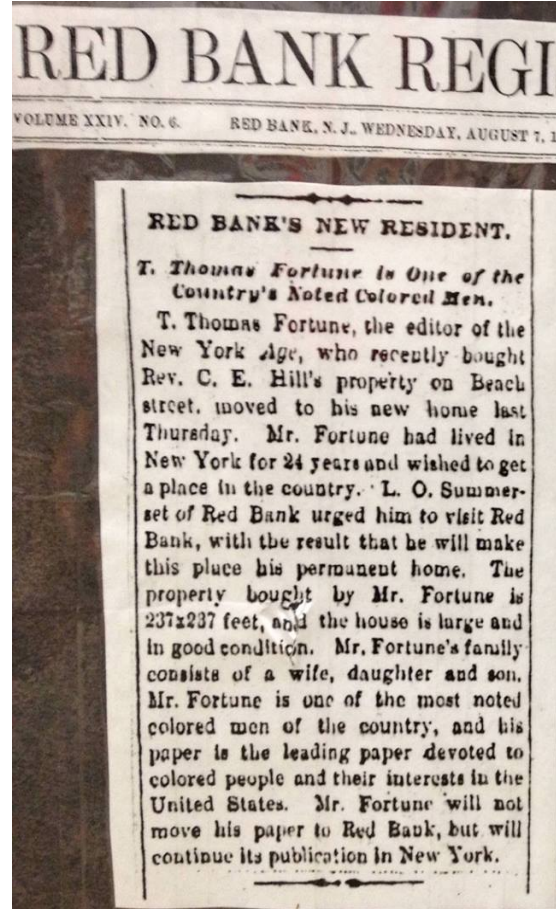 RED BANK REGI
VOLUME XXIV. NO. 6. RED BANK, N. J., WEDNESDAY, AUGUST 7, 1
RED BANK'S NEW RESIDENT.
T. Thomas Fortune is One of the
Country's Noted Colored Men.
T. Thomas Fortune, the editor of the
New York Age, who recently bought
Rev. C. E. Hill's property on Beach
street, moved to his new home last
Thursday. Mr. Fortune had lived in
New York for 24 years and wished to get
a place in the country. L. O. Summer-
set of Red Bank urged him to visit Red
Bank, with the result that he will make
this place his permanent home. The
property bought by Mr. Fortune is
237x237 feet, and the house is large and
in good condition. Mr. Fortune's family
consists of a wife, daughter and son.
Mr. Fortune is one of the most noted
colored men of the country, and his
paper is the leading paper devoted to
colored people and their interests in the
United States. Mr. Fortune will not
move his paper to Red Bank, but will
continue its publication in New York.